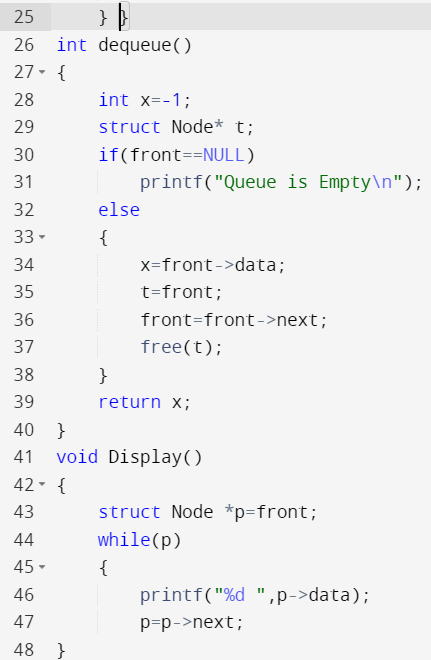 25 } }
26 int dequeue()
27 {
28 int x=-1;
29 struct Node* t;
30 if(front==NULL)
31 printf("Queue is Empty\n");
32 else
33 {
34 x=front->data;
35 t=front;
36 front=front->next;
37 free(t);
38 }
39 return x;
40 }
41 void Display()
42 {
43 struct Node *p=front;
44 while(p)
45 {
46 printf("%d ",p->data);
47 p=p->next;
48 }